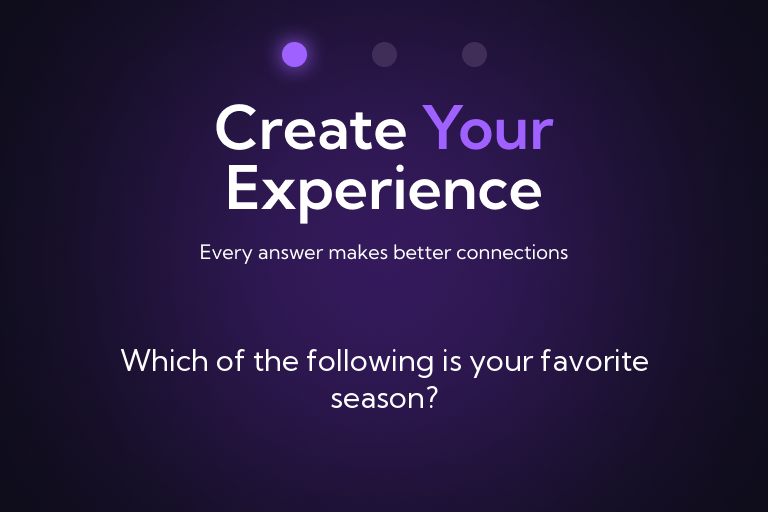 Create Your
Experience
Every answer makes better connections
Which of the following is your favorite
season?